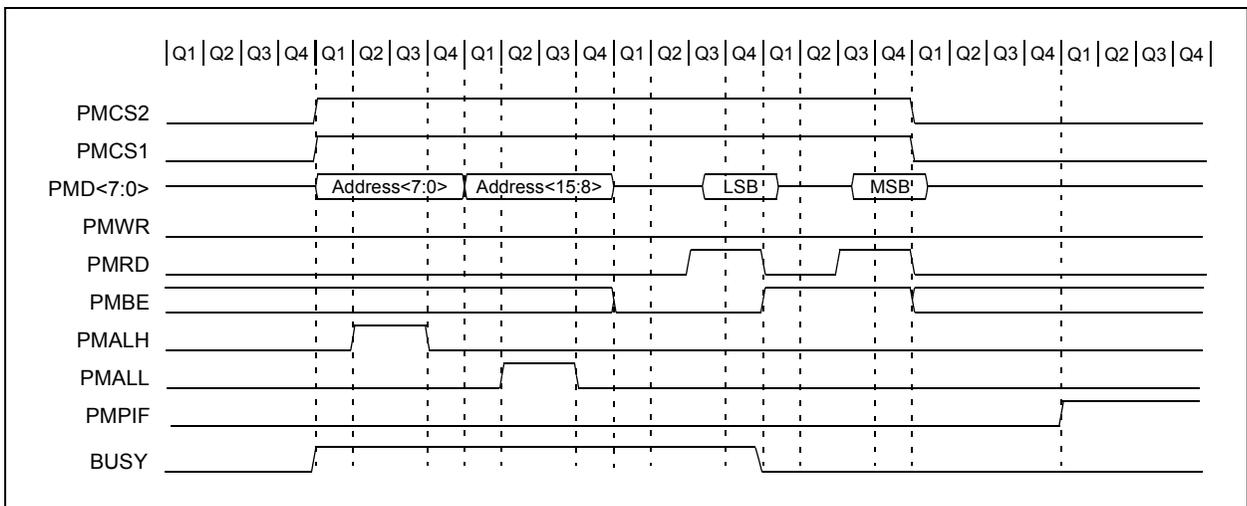 Q1 Q2 Q3 Q4 Q1 Q2 Q3 Q4 Q1 Q2 Q3 Q4 Q1 Q2 Q3 Q4 Q1 Q2 Q3 Q4 Q1 Q2 Q3 Q4 Q1 Q2 Q3 Q4
PMCS2
PMCS1
PMD<7:0> Address<7:0> Address<15:8> LSB MSB
PMWR
PMRD
PMBE
PMALH
PMALL
PMPIF
BUSY